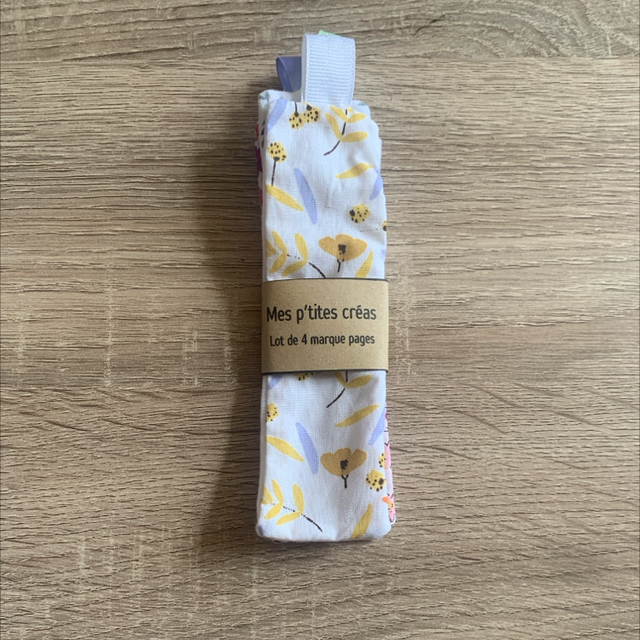 Mes p'tites créas
Lot de 4 marque pages